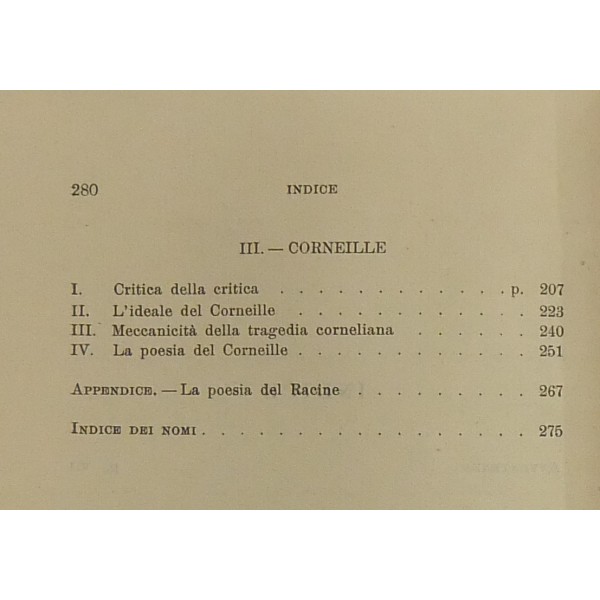 280 INDICE
III. — CORNEILLE
I. Critica della critica . . . . . . . . . . . . p. 207
II. L'ideale del Corneille . . . . . . . . . . . . 223
III. Meccanicità della tragedia corneliana . . . . . . 240
IV. La poesia del Corneille . . . . . . . . . . . . 251
APPENDICE. — La poesia del Racine . . . . . . . . . 267
INDICE DEI NOMI . . . . . . . . . . . . . . . . 275